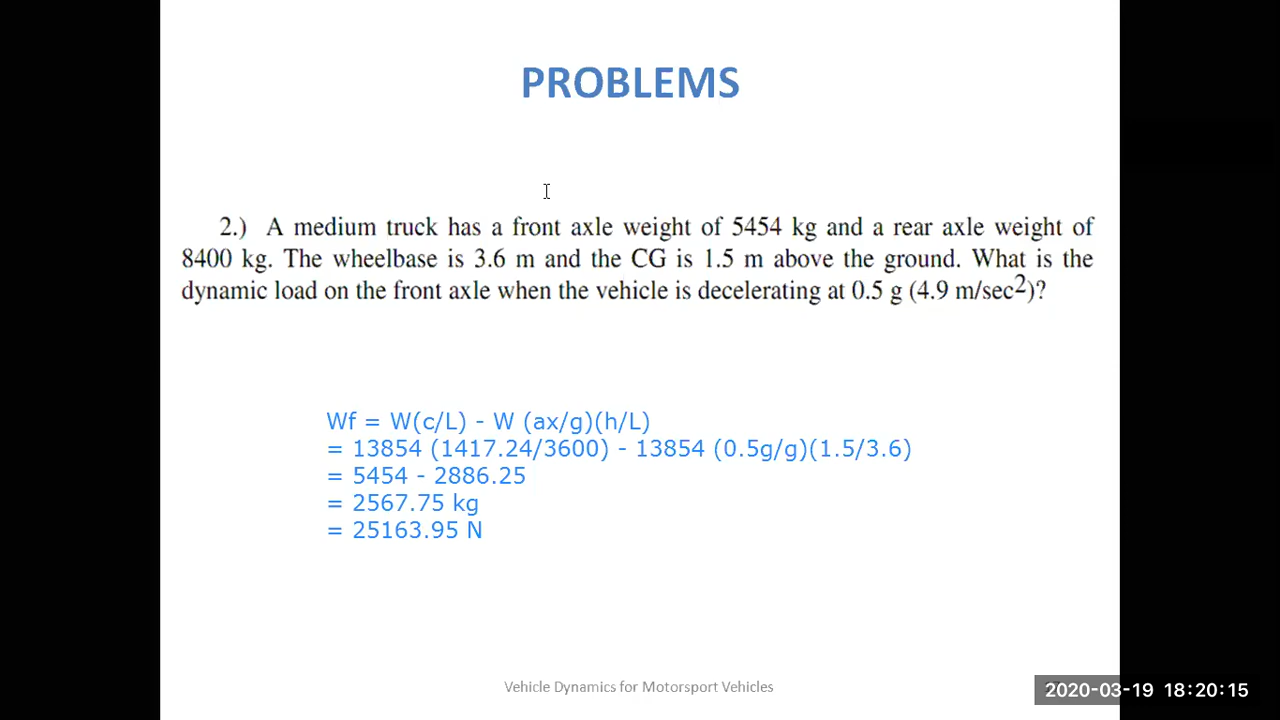 PROBLEMS
2.) A medium truck has a front axle weight of 5454 kg and a rear axle weight of
8400 kg. The wheelbase is 3.6 m and the CG is 1.5 m above the ground. What is the
dynamic load on the front axle when the vehicle is decelerating at 0.5 g (4.9 m/sec2)?
Wf = W(c/L) - W (ax/g)(h/L)
= 13854 (1417.24/3600) - 13854 (0.5g/g)(1.5/3.6)
= 5454 - 2886.25
= 2567.75 kg
= 25163.95 N
Vehicle Dynamics for Motorsport Vehicles
2020-03-19 18:20:15